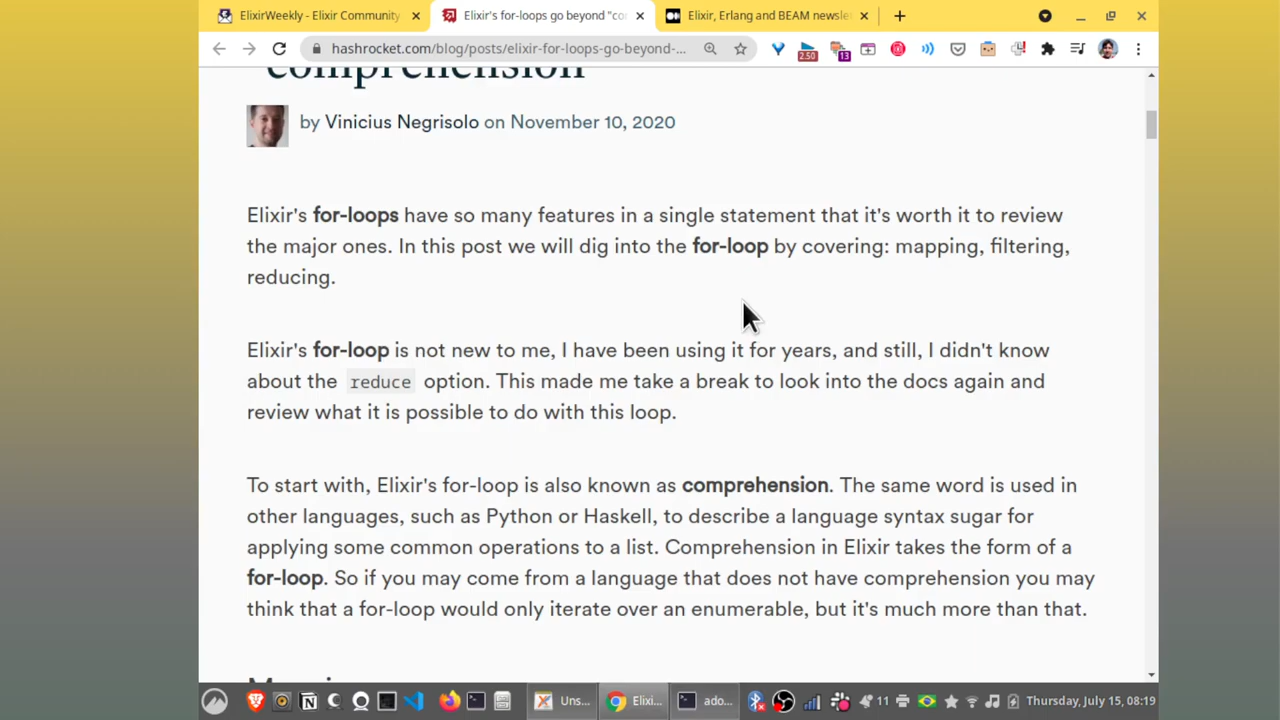 ElixirWeekly - Elixir Community
Elixir's for-loops go beyond "co
Elixir, Erlang and BEAM newsle
hashrocket.com/blog/posts/elixir-for-loops-go-beyond-...
2.50
13
comprehension
by Vinicius Negrisolo on November 10, 2020
Elixir's for-loops have so many features in a single statement that it's worth it to review
the major ones. In this post we will dig into the for-loop by covering: mapping, filtering,
reducing.
Elixir's for-loop is not new to me, I have been using it for years, and still, I didn't know
about the reduce option. This made me take a break to look into the docs again and
review what it is possible to do with this loop.
To start with, Elixir's for-loop is also known as comprehension. The same word is used in
other languages, such as Python or Haskell, to describe a language syntax sugar for
applying some common operations to a list. Comprehension in Elixir takes the form of a
for-loop. So if you may come from a language that does not have comprehension you may
think that a for-loop would only iterate over an enumerable, but it's much more than that.
Uns...
Elixi...
ado...
11
Thursday, July 15, 08:19